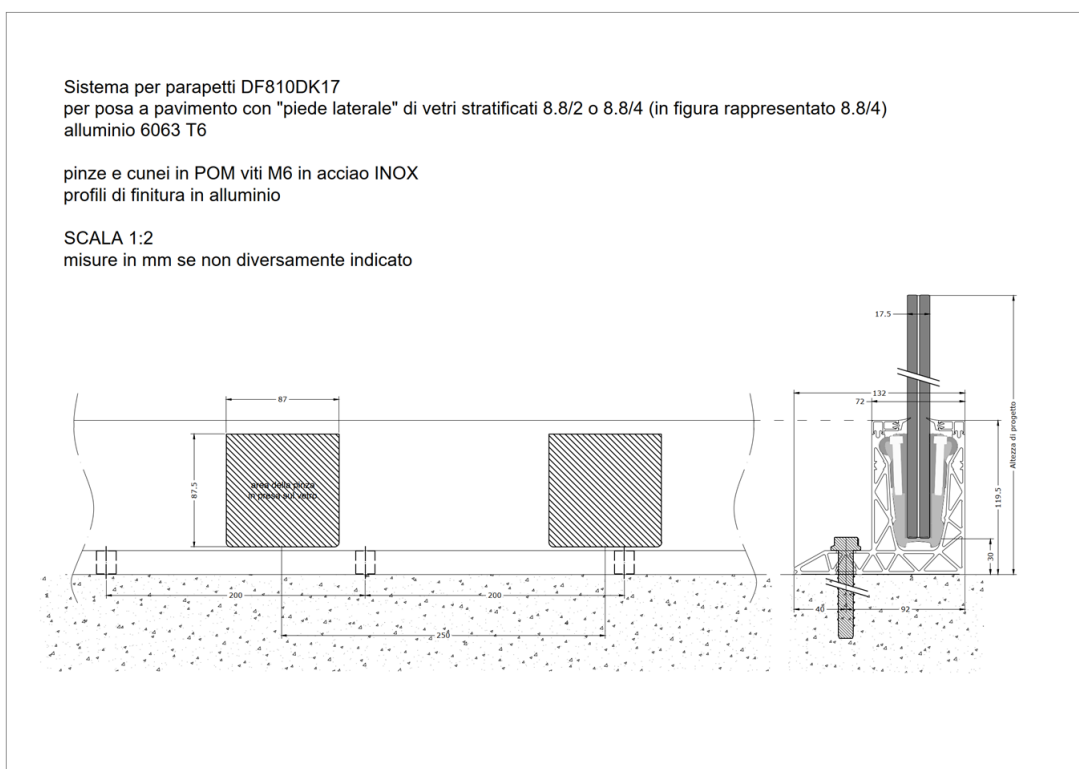 Sistema per parapetti DF810DK17
per posa a pavimento con "piede laterale" di vetri stratificati 8.8/2 o 8.8/4 (in figura rappresentato 8.8/4)
alluminio 6063 T6
pinze e cunei in POM viti M6 in acciao INOX
profili di finitura in alluminio
SCALA 1:2
misure in mm se non diversamente indicato
17.5
132
72
87
87.5
area della pinza
in presa sul vetro
Altezza di progetto
119.5
30
200
200
40
92
250